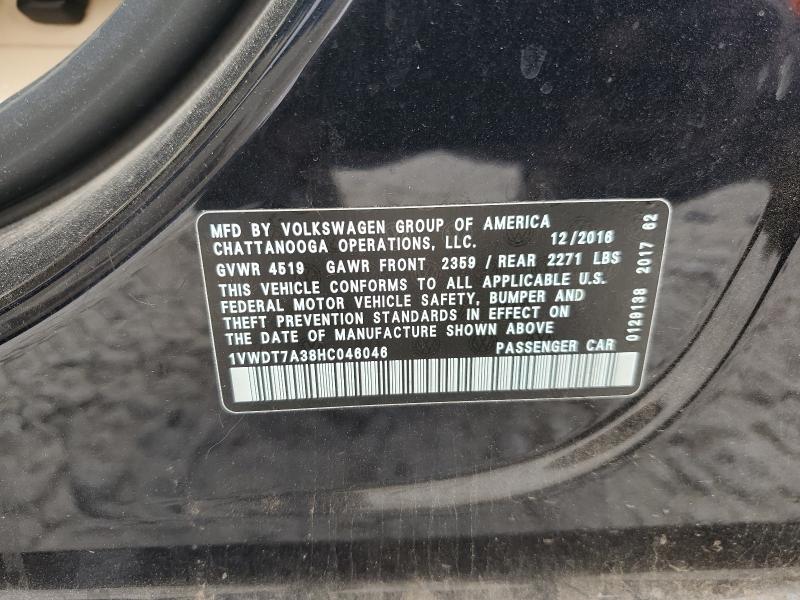 MFD BY VOLKSWAGEN GROUP OF AMERICA
CHATTANOOGA OPERATIONS, LLC. 12/2016
GVWR 4519 GAWR FRONT 2359 / REAR 2271 LBS
THIS VEHICLE CONFORMS TO ALL APPLICABLE U.S.
FEDERAL MOTOR VEHICLE SAFETY, BUMPER AND
THEFT PREVENTION STANDARDS IN EFFECT ON
THE DATE OF MANUFACTURE SHOWN ABOVE
1VWDT7A38HC046046 PASSENGER CAR
0129138 2017 62